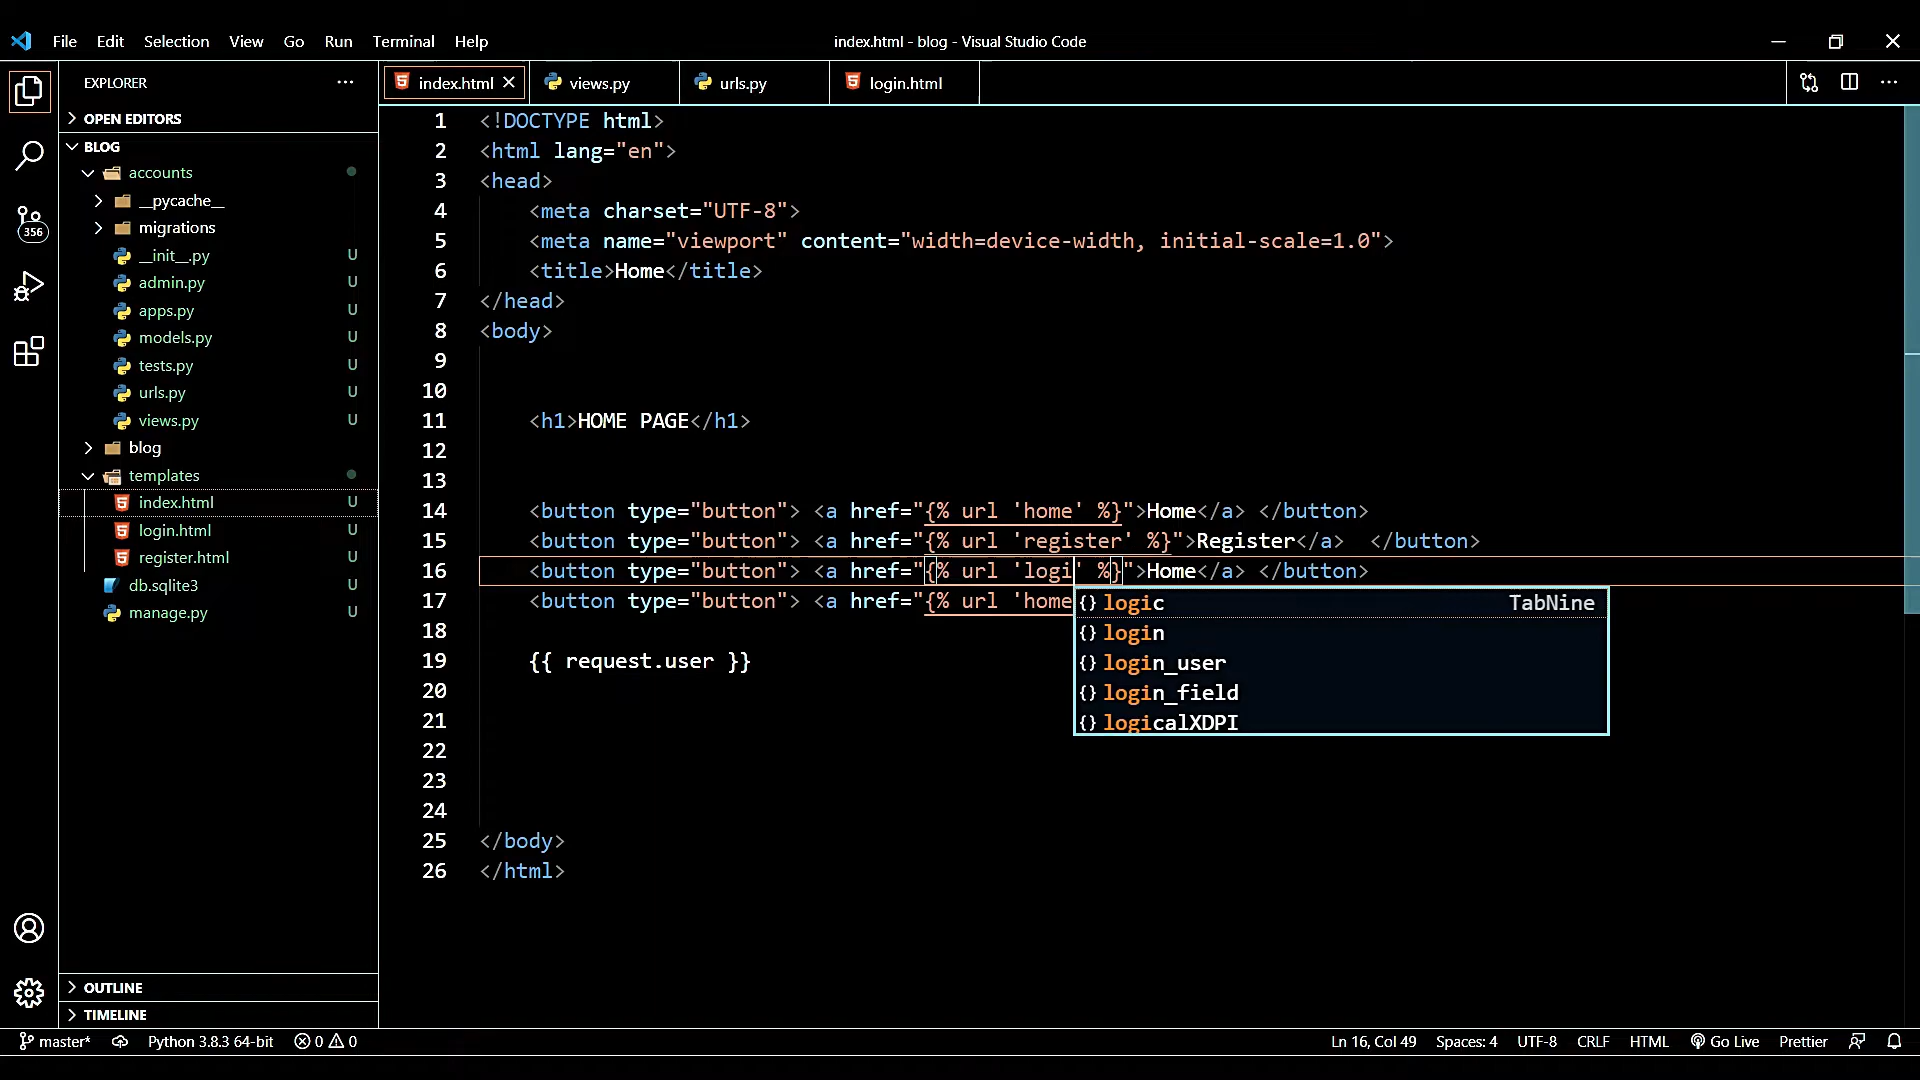 File Edit Selection View Go Run Terminal Help
index.html - blog - Visual Studio Code
EXPLORER
index.html
views.py
urls.py
login.html
OPEN EDITORS
BLOG
accounts
__pycache__
migrations
__init__.py U
admin.py U
apps.py U
models.py U
tests.py U
urls.py U
views.py U
blog
templates
index.html U
login.html U
register.html U
db.sqlite3 U
manage.py U
OUTLINE
TIMELINE
356
1 <!DOCTYPE html>
2 <html lang="en">
3 <head>
4 <meta charset="UTF-8">
5 <meta name="viewport" content="width=device-width, initial-scale=1.0">
6 <title>Home</title>
7 </head>
8 <body>
9
10
11 <h1>HOME PAGE</h1>
12
13
14 <button type="button"> <a href="{% url 'home' %}">Home</a> </button>
15 <button type="button"> <a href="{% url 'register' %}">Register</a>  </button>
16 <button type="button"> <a href="{% url 'logi' %}">Home</a> </button>
17 <button type="button"> <a href="{% url 'home
18
19 {{ request.user }}
20
21
22
23
24
25 </body>
26 </html>
{} logic TabNine
{} login
{} login_user
{} login_field
{} logicalXDPI
master* Python 3.8.3 64-bit 0 0 Ln 16, Col 49 Spaces: 4 UTF-8 CRLF HTML Go Live Prettier